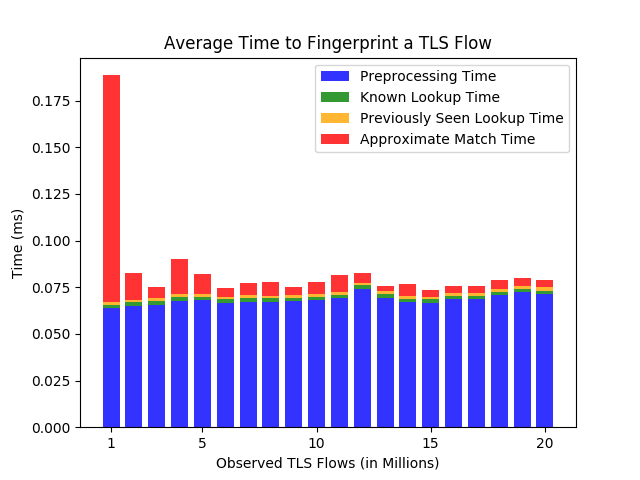 Average Time to Fingerprint a TLS Flow
Preprocessing Time
Known Lookup Time
Previously Seen Lookup Time
Approximate Match Time
Time (ms)
0.175
0.150
0.125
0.100
0.075
0.050
0.025
0.000
1 5 10 15 20
Observed TLS Flows (in Millions)